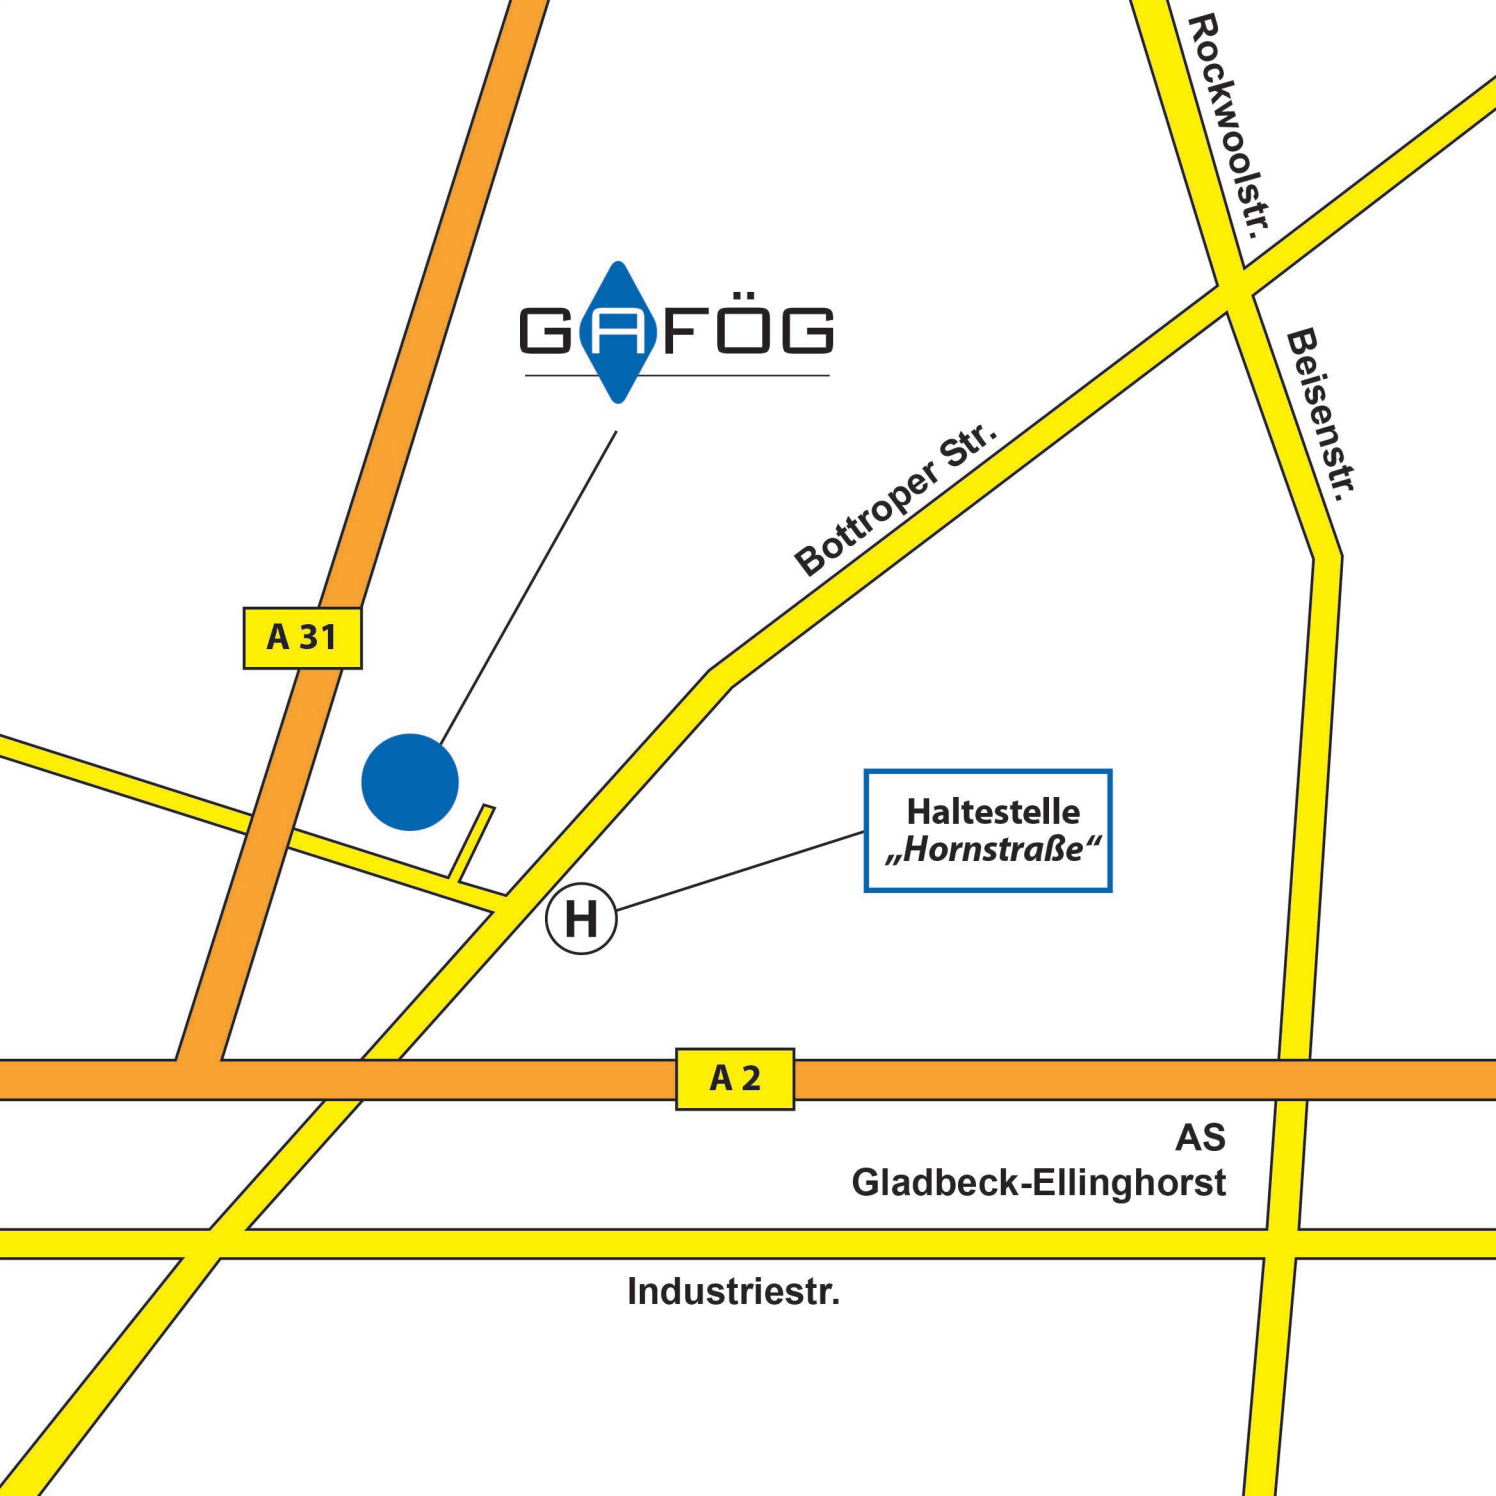 Rockwoolstr.
GAFÖG
Beisenstr.
Bottroper Str.
A 31
Haltestelle
„Hornstraße“
H
A 2
AS
Gladbeck-Ellinghorst
Industriestr.